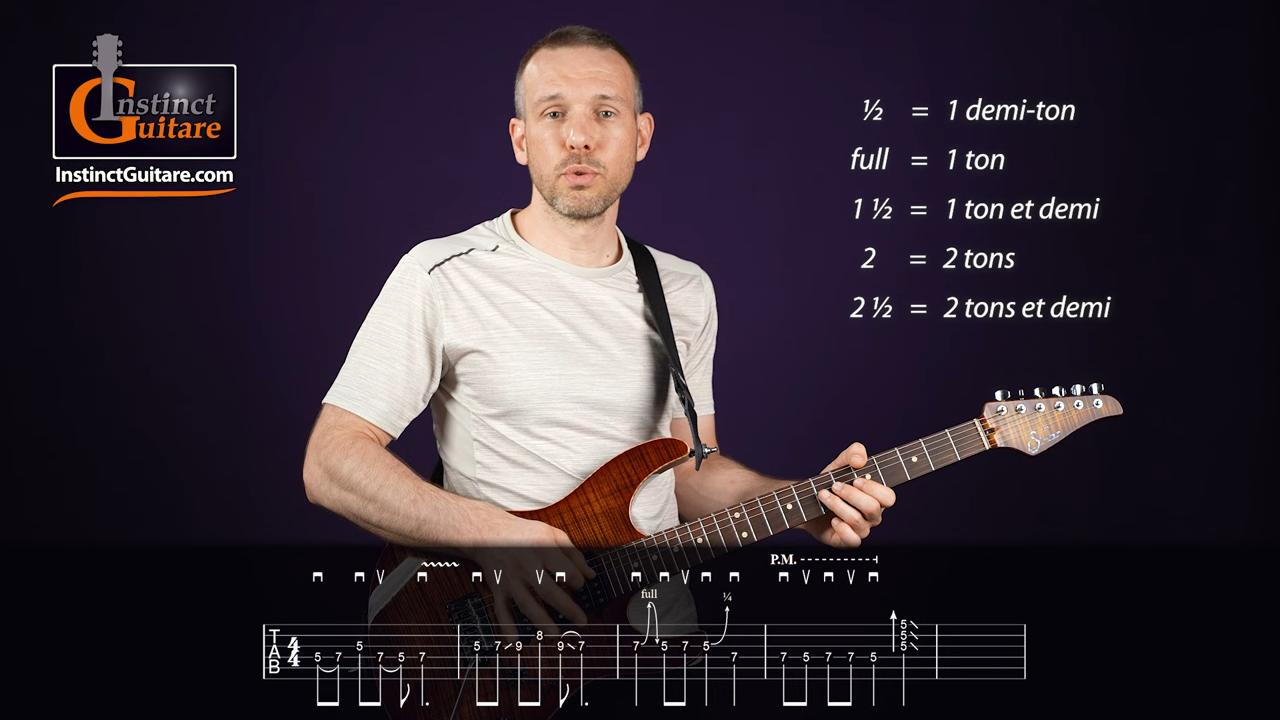 Instinct
Guitare
InstinctGuitare.com
½ = 1 demi-ton
full = 1 ton
1 ½ = 1 ton et demi
2 = 2 tons
2 ½ = 2 tons et demi
P.M.
full ¼
T
A
B
4
4
5 7 5 7 5 7
5 7 9 8 9 7
7 5 7 5 7
7 5 7 7 5
5
5
5